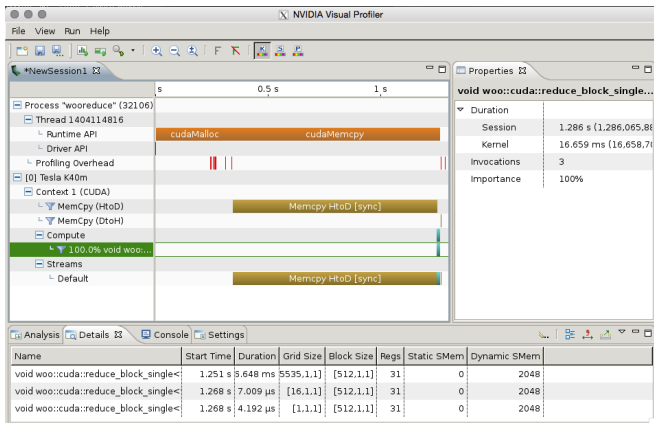 NVIDIA Visual Profiler
File View Run Help
*NewSession1
Properties
s 0.5 s 1 s
void woo::cuda::reduce_block_single...
Process "wooreduce" (32106)
Duration
Thread 1404114816
Session 1.286 s (1,286,065,88
Runtime API cudaMalloc cudaMemcpy
Kernel 16.659 ms (16,658,70
Driver API
Invocations 3
Profiling Overhead
Importance 100%
[0] Tesla K40m
Context 1 (CUDA)
MemCpy (HtoD) Memcpy HtoD [sync]
MemCpy (DtoH)
Compute
100.0% void woo:...
Streams
Default Memcpy HtoD [sync]
Analysis Details Console Settings
Name Start Time Duration Grid Size Block Size Regs Static SMem Dynamic SMem
void woo::cuda::reduce_block_single< 1.251 s 6.648 ms 5535,1,1] [512,1,1] 31 0 2048
void woo::cuda::reduce_block_single< 1.268 s 7.009 µs [16,1,1] [512,1,1] 31 0 2048
void woo::cuda::reduce_block_single< 1.268 s 4.192 µs [1,1,1] [512,1,1] 31 0 2048